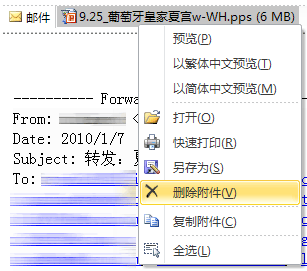 邮件 9.25_葡萄牙皇家夏宫w-WH.pps (6 MB)
预览(P)
以繁体中文预览(T)
以简体中文预览(M)
---------- Forwa
打开(O)
From: <
快速打印(R)
Date: 2010/1/7
Subject: 转发:
另存为(S)
To:
删除附件(V)
复制附件(C)
全选(L)